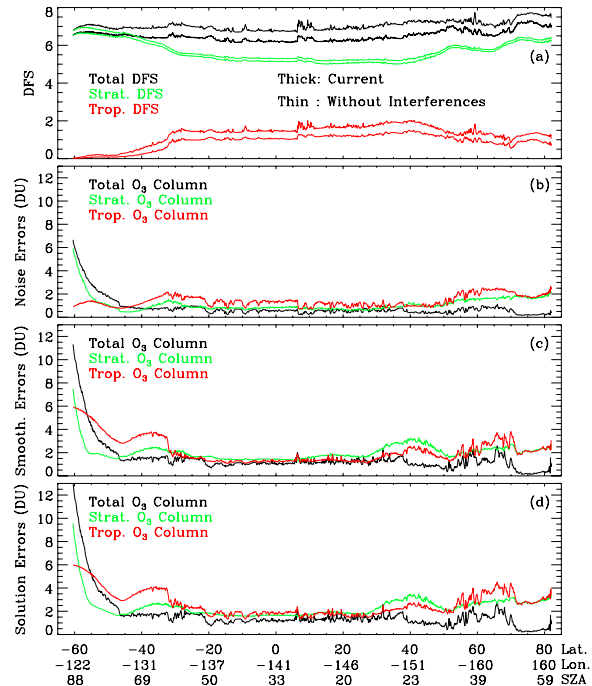 8
6
4
2
0
DFS
(a)
Total DFS
Strat. DFS
Trop. DFS
Thick: Current
Thin : Without Interferences
12
10
8
6
4
2
0
Noise Errors (DU)
(b)
Total O3 Column
Strat. O3 Column
Trop. O3 Column
12
10
8
6
4
2
0
Smooth. Errors (DU)
(c)
Total O3 Column
Strat. O3 Column
Trop. O3 Column
12
10
8
6
4
2
0
Solution Errors (DU)
(d)
Total O3 Column
Strat. O3 Column
Trop. O3 Column
−60 −40 −20 0 20 40 60 80 Lat.
−122 −131 −137 −141 −146 −151 −160 160 Lon.
88 69 50 33 20 23 39 59 SZA